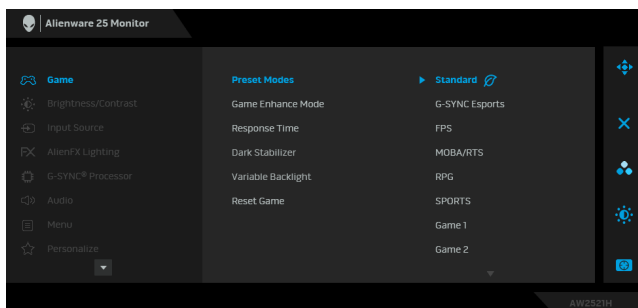 Alienware 25 Monitor
Game
Preset Modes
Standard
Brightness/Contrast
Game Enhance Mode
G-SYNC Esports
Input Source
Response Time
FPS
FX AlienFX Lighting
Dark Stabilizer
MOBA/RTS
G-SYNC® Processor
Variable Backlight
RPG
Audio
Reset Game
SPORTS
Menu
Game 1
Personalize
Game 2
AW2521H